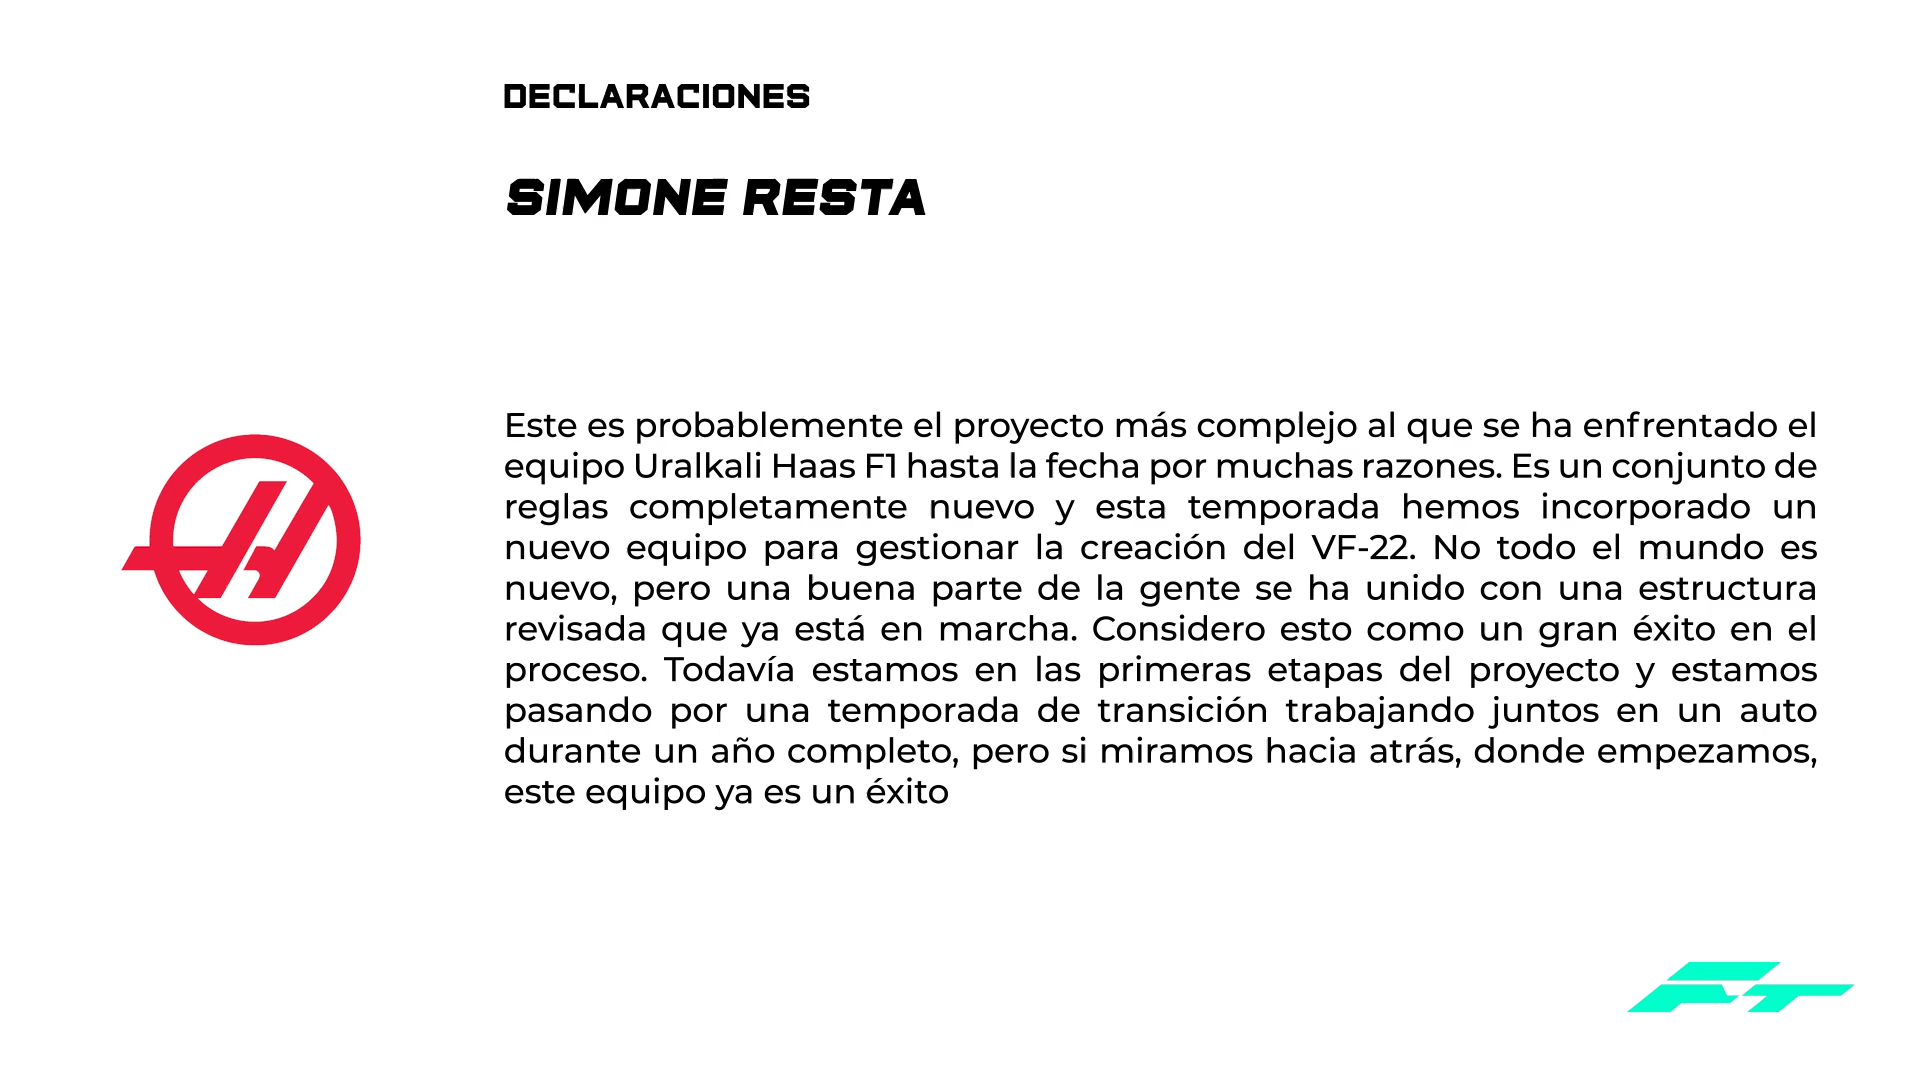 DECLARACIONES
SIMONE RESTA
Este es probablemente el proyecto más complejo al que se ha enfrentado el
equipo Uralkali Haas F1 hasta la fecha por muchas razones. Es un conjunto de
reglas completamente nuevo y esta temporada hemos incorporado un
nuevo equipo para gestionar la creación del VF-22. No todo el mundo es
nuevo, pero una buena parte de la gente se ha unido con una estructura
revisada que ya está en marcha. Considero esto como un gran éxito en el
proceso. Todavía estamos en las primeras etapas del proyecto y estamos
pasando por una temporada de transición trabajando juntos en un auto
durante un año completo, pero si miramos hacia atrás, donde empezamos,
este equipo ya es un éxito
FT